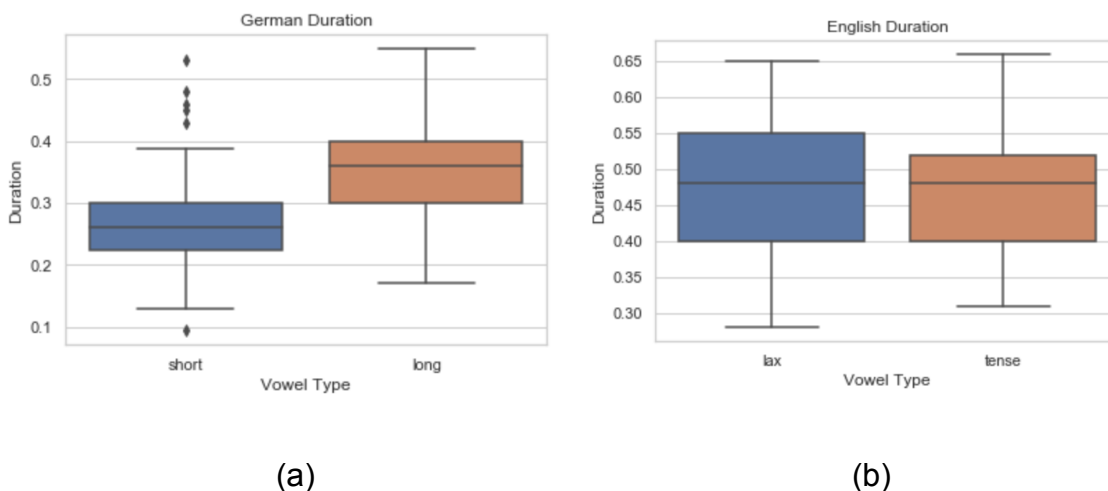 German Duration
0.5
0.4
0.3
0.2
0.1
Duration
short
long
Vowel Type
(a)
English Duration
0.65
0.60
0.55
0.50
0.45
0.40
0.35
0.30
Duration
lax
tense
Vowel Type
(b)